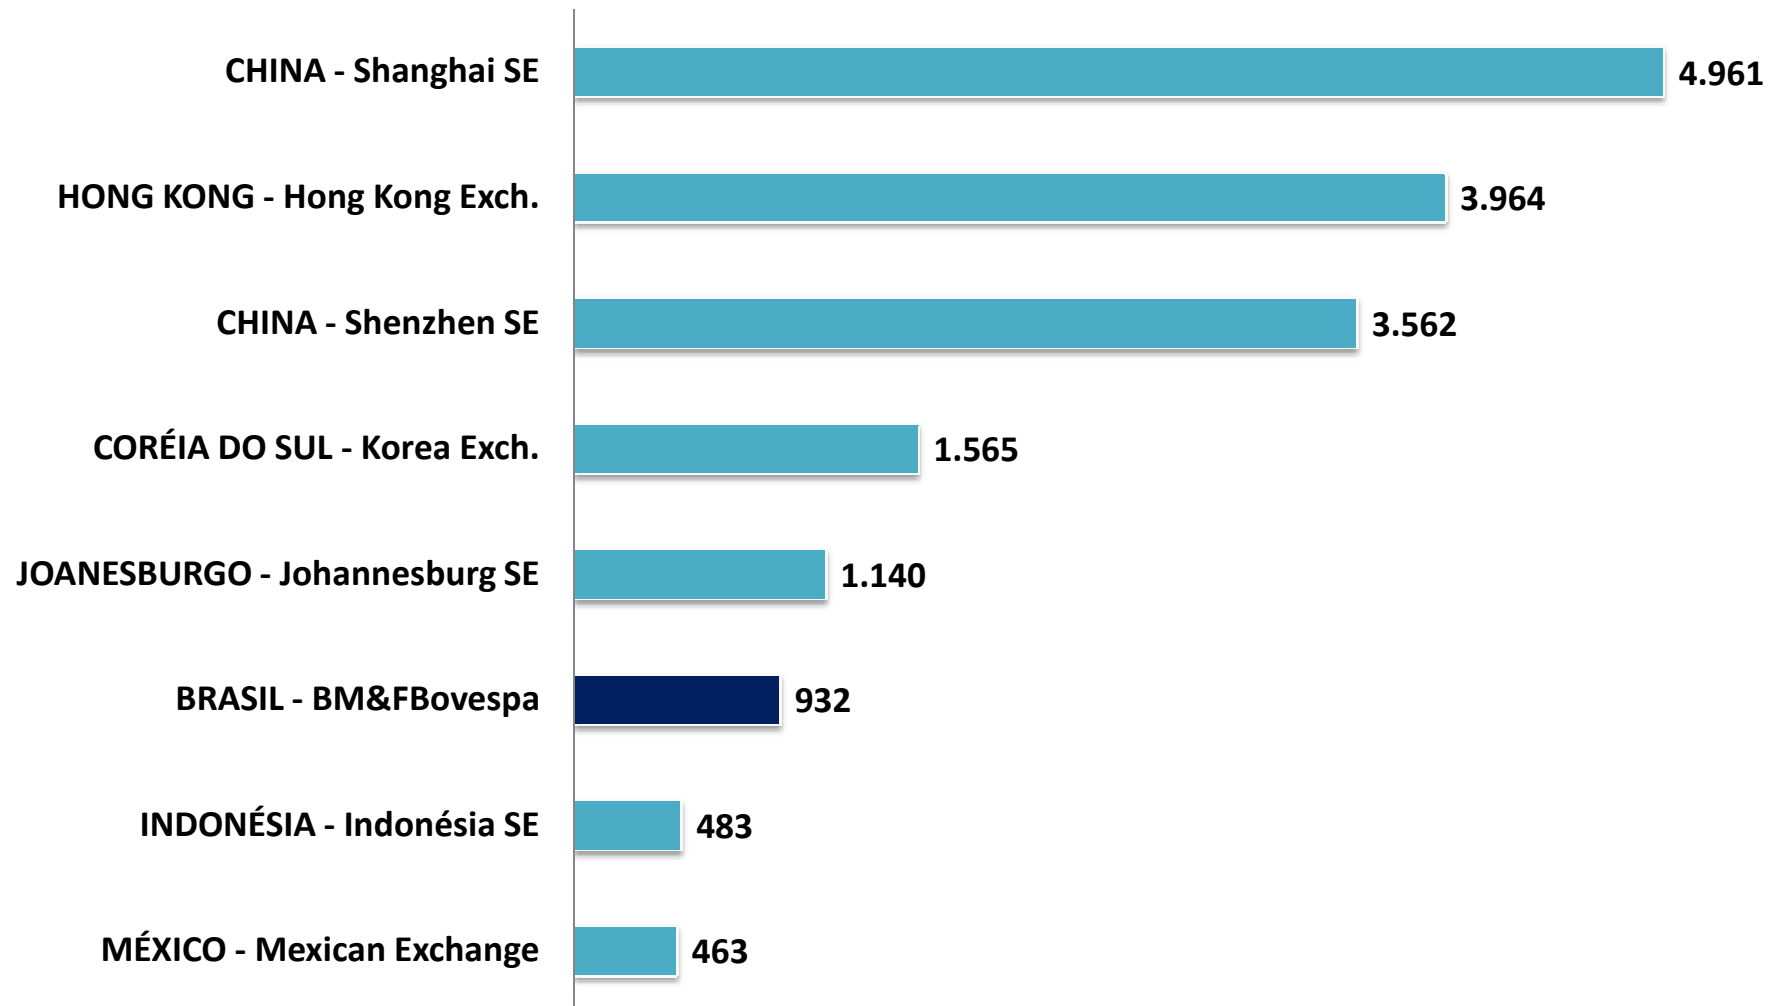 CHINA - Shanghai SE 4.961
HONG KONG - Hong Kong Exch. 3.964
CHINA - Shenzhen SE 3.562
CORÉIA DO SUL - Korea Exch. 1.565
JOANESBURGO - Johannesburg SE 1.140
BRASIL - BM&FBovespa 932
INDONÉSIA - Indonésia SE 483
MÉXICO - Mexican Exchange 463